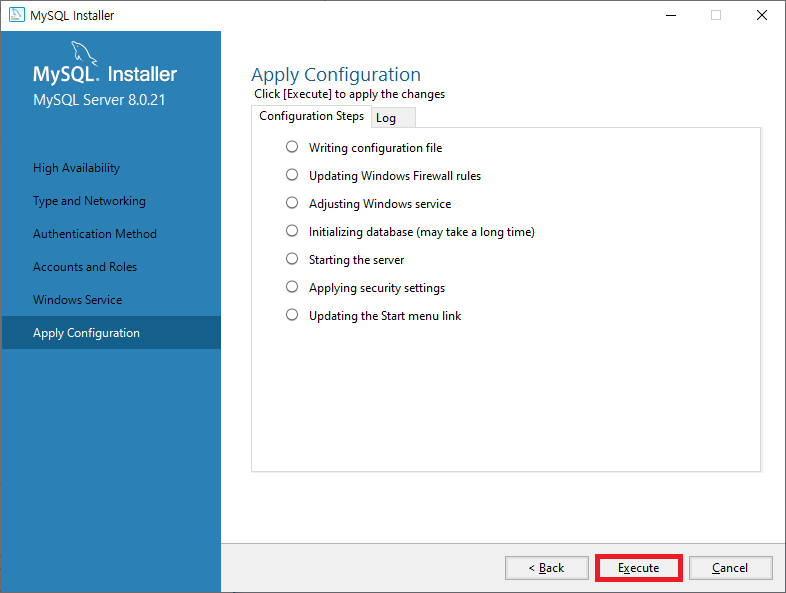 MySQL Installer
MySQL. Installer
MySQL Server 8.0.21
High Availability
Type and Networking
Authentication Method
Accounts and Roles
Windows Service
Apply Configuration
Apply Configuration
Click [Execute] to apply the changes
Configuration Steps Log
Writing configuration file
Updating Windows Firewall rules
Adjusting Windows service
Initializing database (may take a long time)
Starting the server
Applying security settings
Updating the Start menu link
< Back Execute Cancel